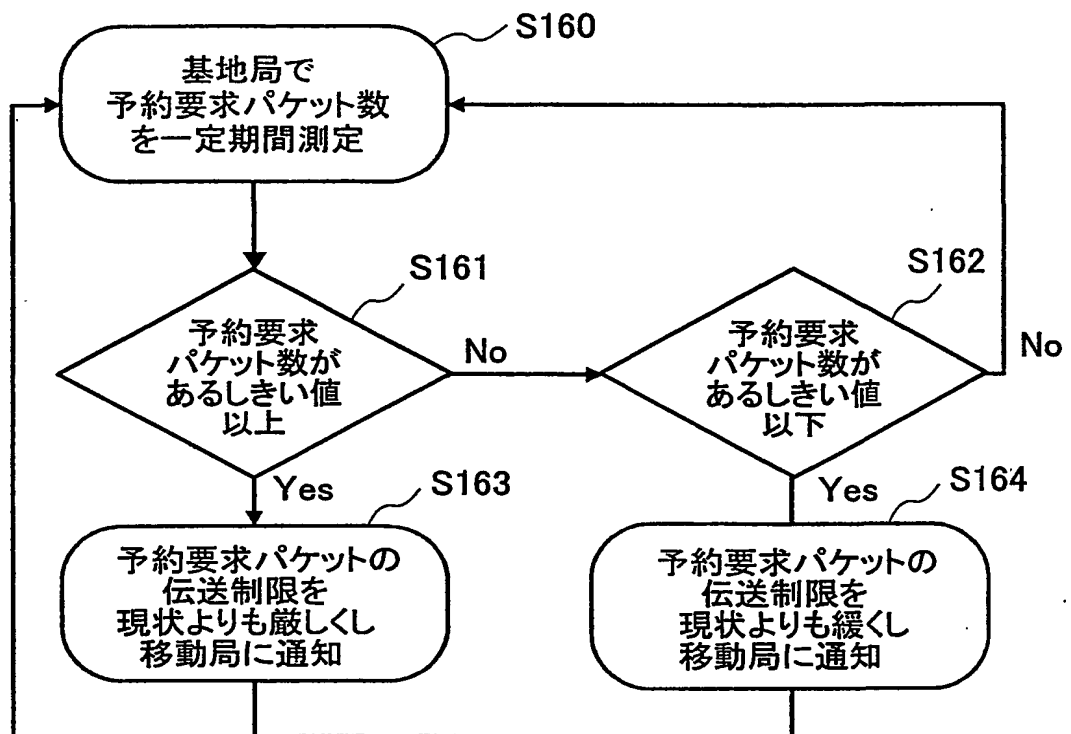 S160
基地局で
予約要求パケット数
を一定期間測定
S161
予約要求
パケット数が
あるしきい値
以上
No
S162
予約要求
パケット数が
あるしきい値
以下
No
Yes
S163
予約要求パケットの
伝送制限を
現状よりも厳しくし
移動局に通知
Yes
S164
予約要求パケットの
伝送制限を
現状よりも緩くし
移動局に通知